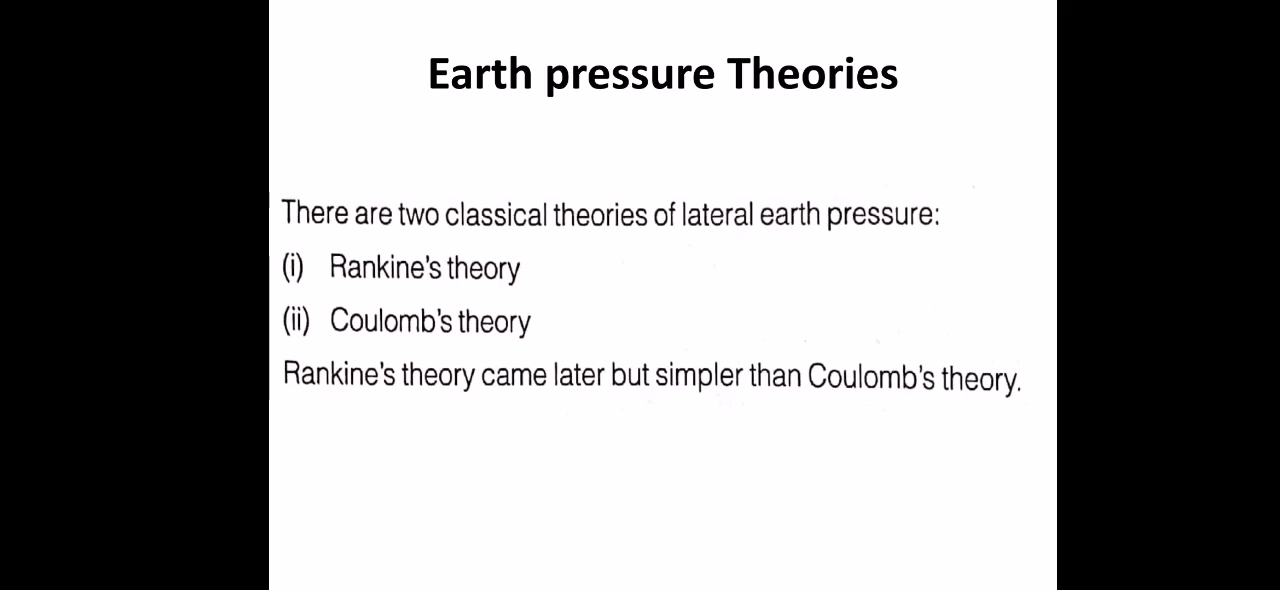 Earth pressure Theories
There are two classical theories of lateral earth pressure:
(i) Rankine's theory
(ii) Coulomb's theory
Rankine's theory came later but simpler than Coulomb's theory.